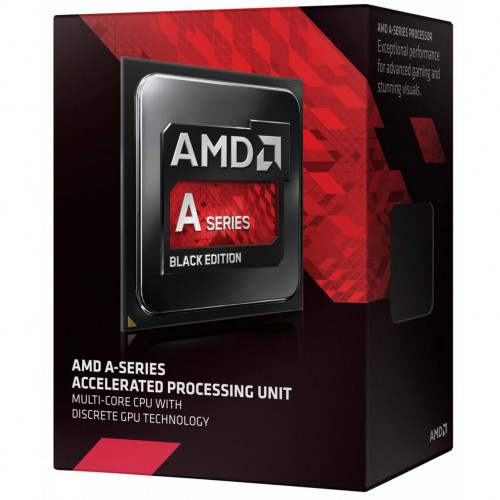 AMD
A SERIES
BLACK EDITION
AMD A-SERIES
ACCELERATED PROCESSING UNIT
MULTI-CORE CPU WITH
DISCRETE GPU TECHNOLOGY
AMD A-SERIES PROCESSOR
Exceptional performance
for advanced gaming and
stunning visuals.
AMD